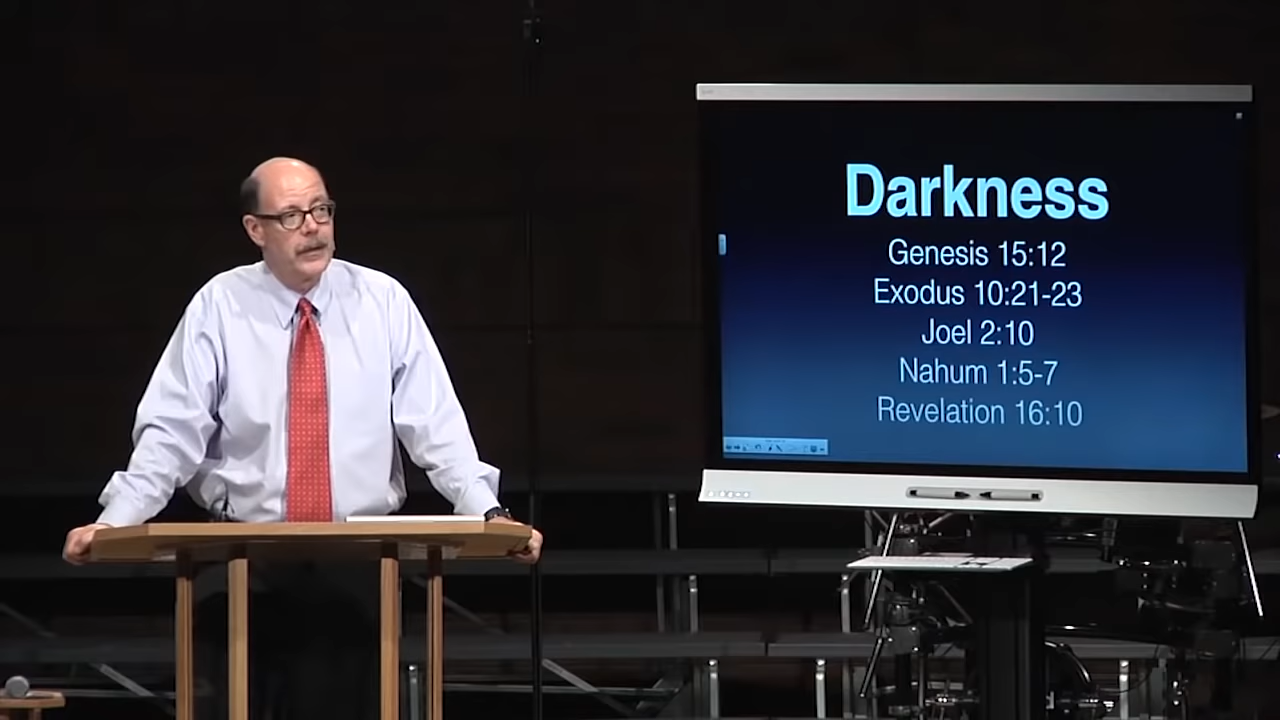 Darkness
Genesis 15:12
Exodus 10:21-23
Joel 2:10
Nahum 1:5-7
Revelation 16:10